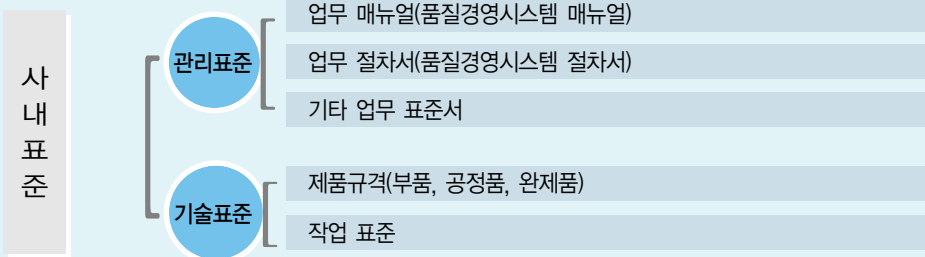 사내표준
관리표준
업무 매뉴얼(품질경영시스템 매뉴얼)
업무 절차서(품질경영시스템 절차서)
기타 업무 표준서
기술표준
제품규격(부품, 공정품, 완제품)
작업 표준